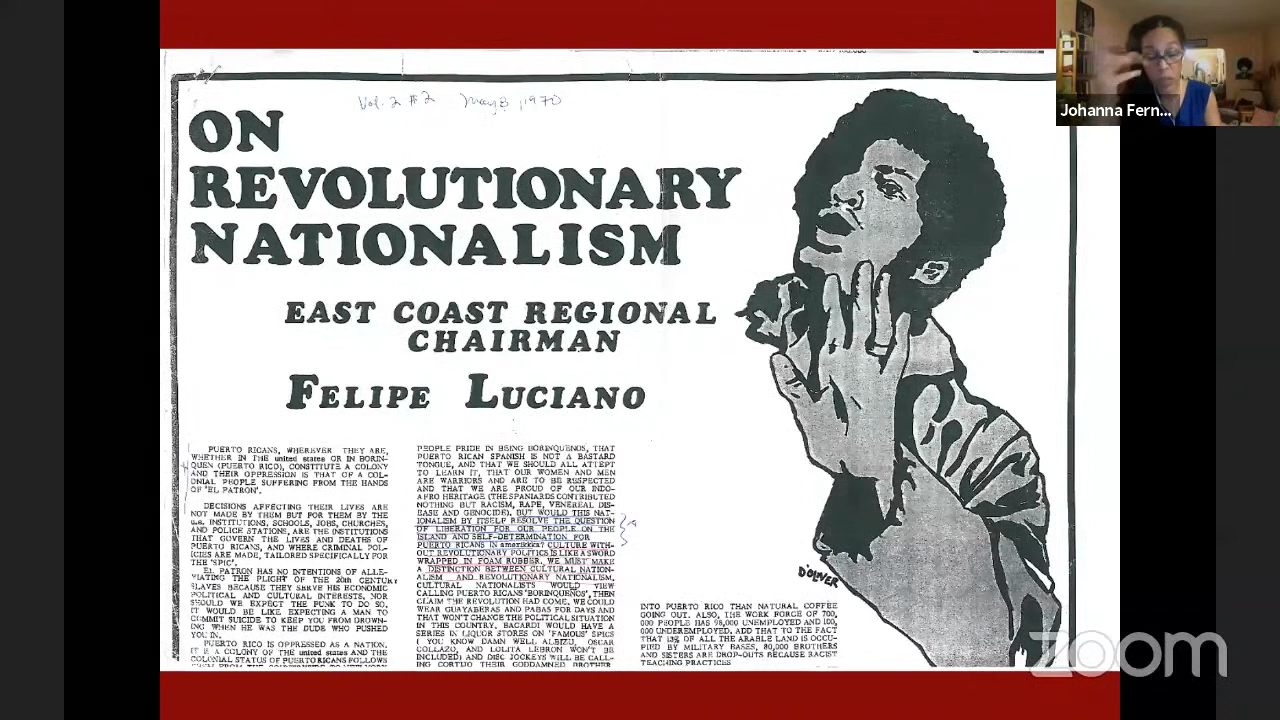 Vol. 2 # 2 May 8, 1970
ON
REVOLUTIONARY
NATIONALISM
EAST COAST REGIONAL
CHAIRMAN
FELIPE LUCIANO
PUERTO RICANS, WHEREVER THEY ARE,
WHETHER IN THE united states OR IN BORIN-
QUEN (PUERTO RICO), CONSTITUTE A COLONY
AND THEIR OPPRESSION IS THAT OF A COL-
ONIAL PEOPLE SUFFERING FROM THE HANDS
OF 'EL PATRON'.
DECISIONS AFFECTING THEIR LIVES ARE
NOT MADE BY THEM BUT FOR THEM BY THE
u.s. INSTITUTIONS, SCHOOLS, JOBS, CHURCHES,
AND POLICE STATIONS, ARE THE INSTITUTIONS
THAT GOVERN THE LIVES AND DEATHS OF
PUERTO RICANS, AND WHERE CRIMINAL POL-
ICIES ARE MADE, TAILORED SPECIFICALLY FOR
THE 'SPIC'.
EL PATRON HAS NO INTENTIONS OF ALLE-
VIATING THE PLIGHT OF THE 20th CENTURY
SLAVES BECAUSE THEY SERVE HIS ECONOMIC
POLITICAL AND CULTURAL INTERESTS, NOR
SHOULD WE EXPECT THE PUNK TO DO SO.
IT WOULD BE LIKE EXPECTING A MAN TO
COMMIT SUICIDE TO KEEP YOU FROM DROWN-
ING WHEN HE WAS THE DUDE WHO PUSHED
YOU IN.
PUERTO RICO IS OPPRESSED AS A NATION.
IT IS A COLONY OF THE united states AND THE
COLONIAL STATUS OF PUERTO RICANS FOLLOWS
PEOPLE PRIDE IN BEING BORINQUENOS, THAT
PUERTO RICAN SPANISH IS NOT A BASTARD
TONGUE, AND THAT WE SHOULD ALL ATTEPT
TO LEARN IT, THAT OUR WOMEN AND MEN
ARE WARRIORS AND ARE TO BE RESPECTED
AND THAT WE ARE PROUD OF OUR INDO-
AFRO HERITAGE (THE SPANIARDS CONTRIBUTED
NOTHING BUT RACISM, RAPE, VENEREAL DIS-
EASE AND GENOCIDE). BUT WOULD THIS NAT-
IONALISM BY ITSELF RESOLVE THE QUESTION
OF LIBERATION FOR OUR PEOPLE ON THE
ISLAND AND SELF-DETERMINATION FOR
PUERTO RICANS IN amerikkka? CULTURE WITH-
OUT REVOLUTIONARY POLITICS IS LIKE A SWORD
WRAPPED IN FOAM RUBBER. WE MUST MAKE
A DISTINCTION BETWEEN CULTURAL NATION-
ALISM AND REVOLUTIONARY NATIONALISM.
CULTURAL NATIONALISTS WOULD VIEW
CALLING PUERTO RICANS 'BORINQUENOS', THEN
CLAIM THE REVOLUTION HAD COME. WE COULD
WEAR GUAYABERAS AND PABAS FOR DAYS AND
THAT WON'T CHANGE THE POLITICAL SITUATION
IN THIS COUNTRY. BACARDI WOULD HAVE A
SERIES IN LIQUOR STORES ON 'FAMOUS' SPICS
( YOU KNOW DAMN WELL ALBIZU, OSCAR
COLLAZO, AND LOLITA LEBRON WON'T BE
INCLUDED) AND DISC JOCKEYS WILL BE CALL-
ING CORTIJO THEIR GODDAMNED BROTHER
INTO PUERTO RICO THAN NATURAL COFFEE
GOING OUT. ALSO, THE WORK FORCE OF 700,
000 PEOPLE HAS 98,000 UNEMPLOYED AND 100,
000 UNDEREMPLOYED. ADD THAT TO THE FACT
THAT 13% OF ALL THE ARABLE LAND IS OCCU-
PIED BY MILITARY BASES, 80,000 BROTHERS
AND SISTERS ARE DROP-OUTS BECAUSE RACIST
TEACHING PRACTICES
D'OLIVER
Johanna Fern...
zoom